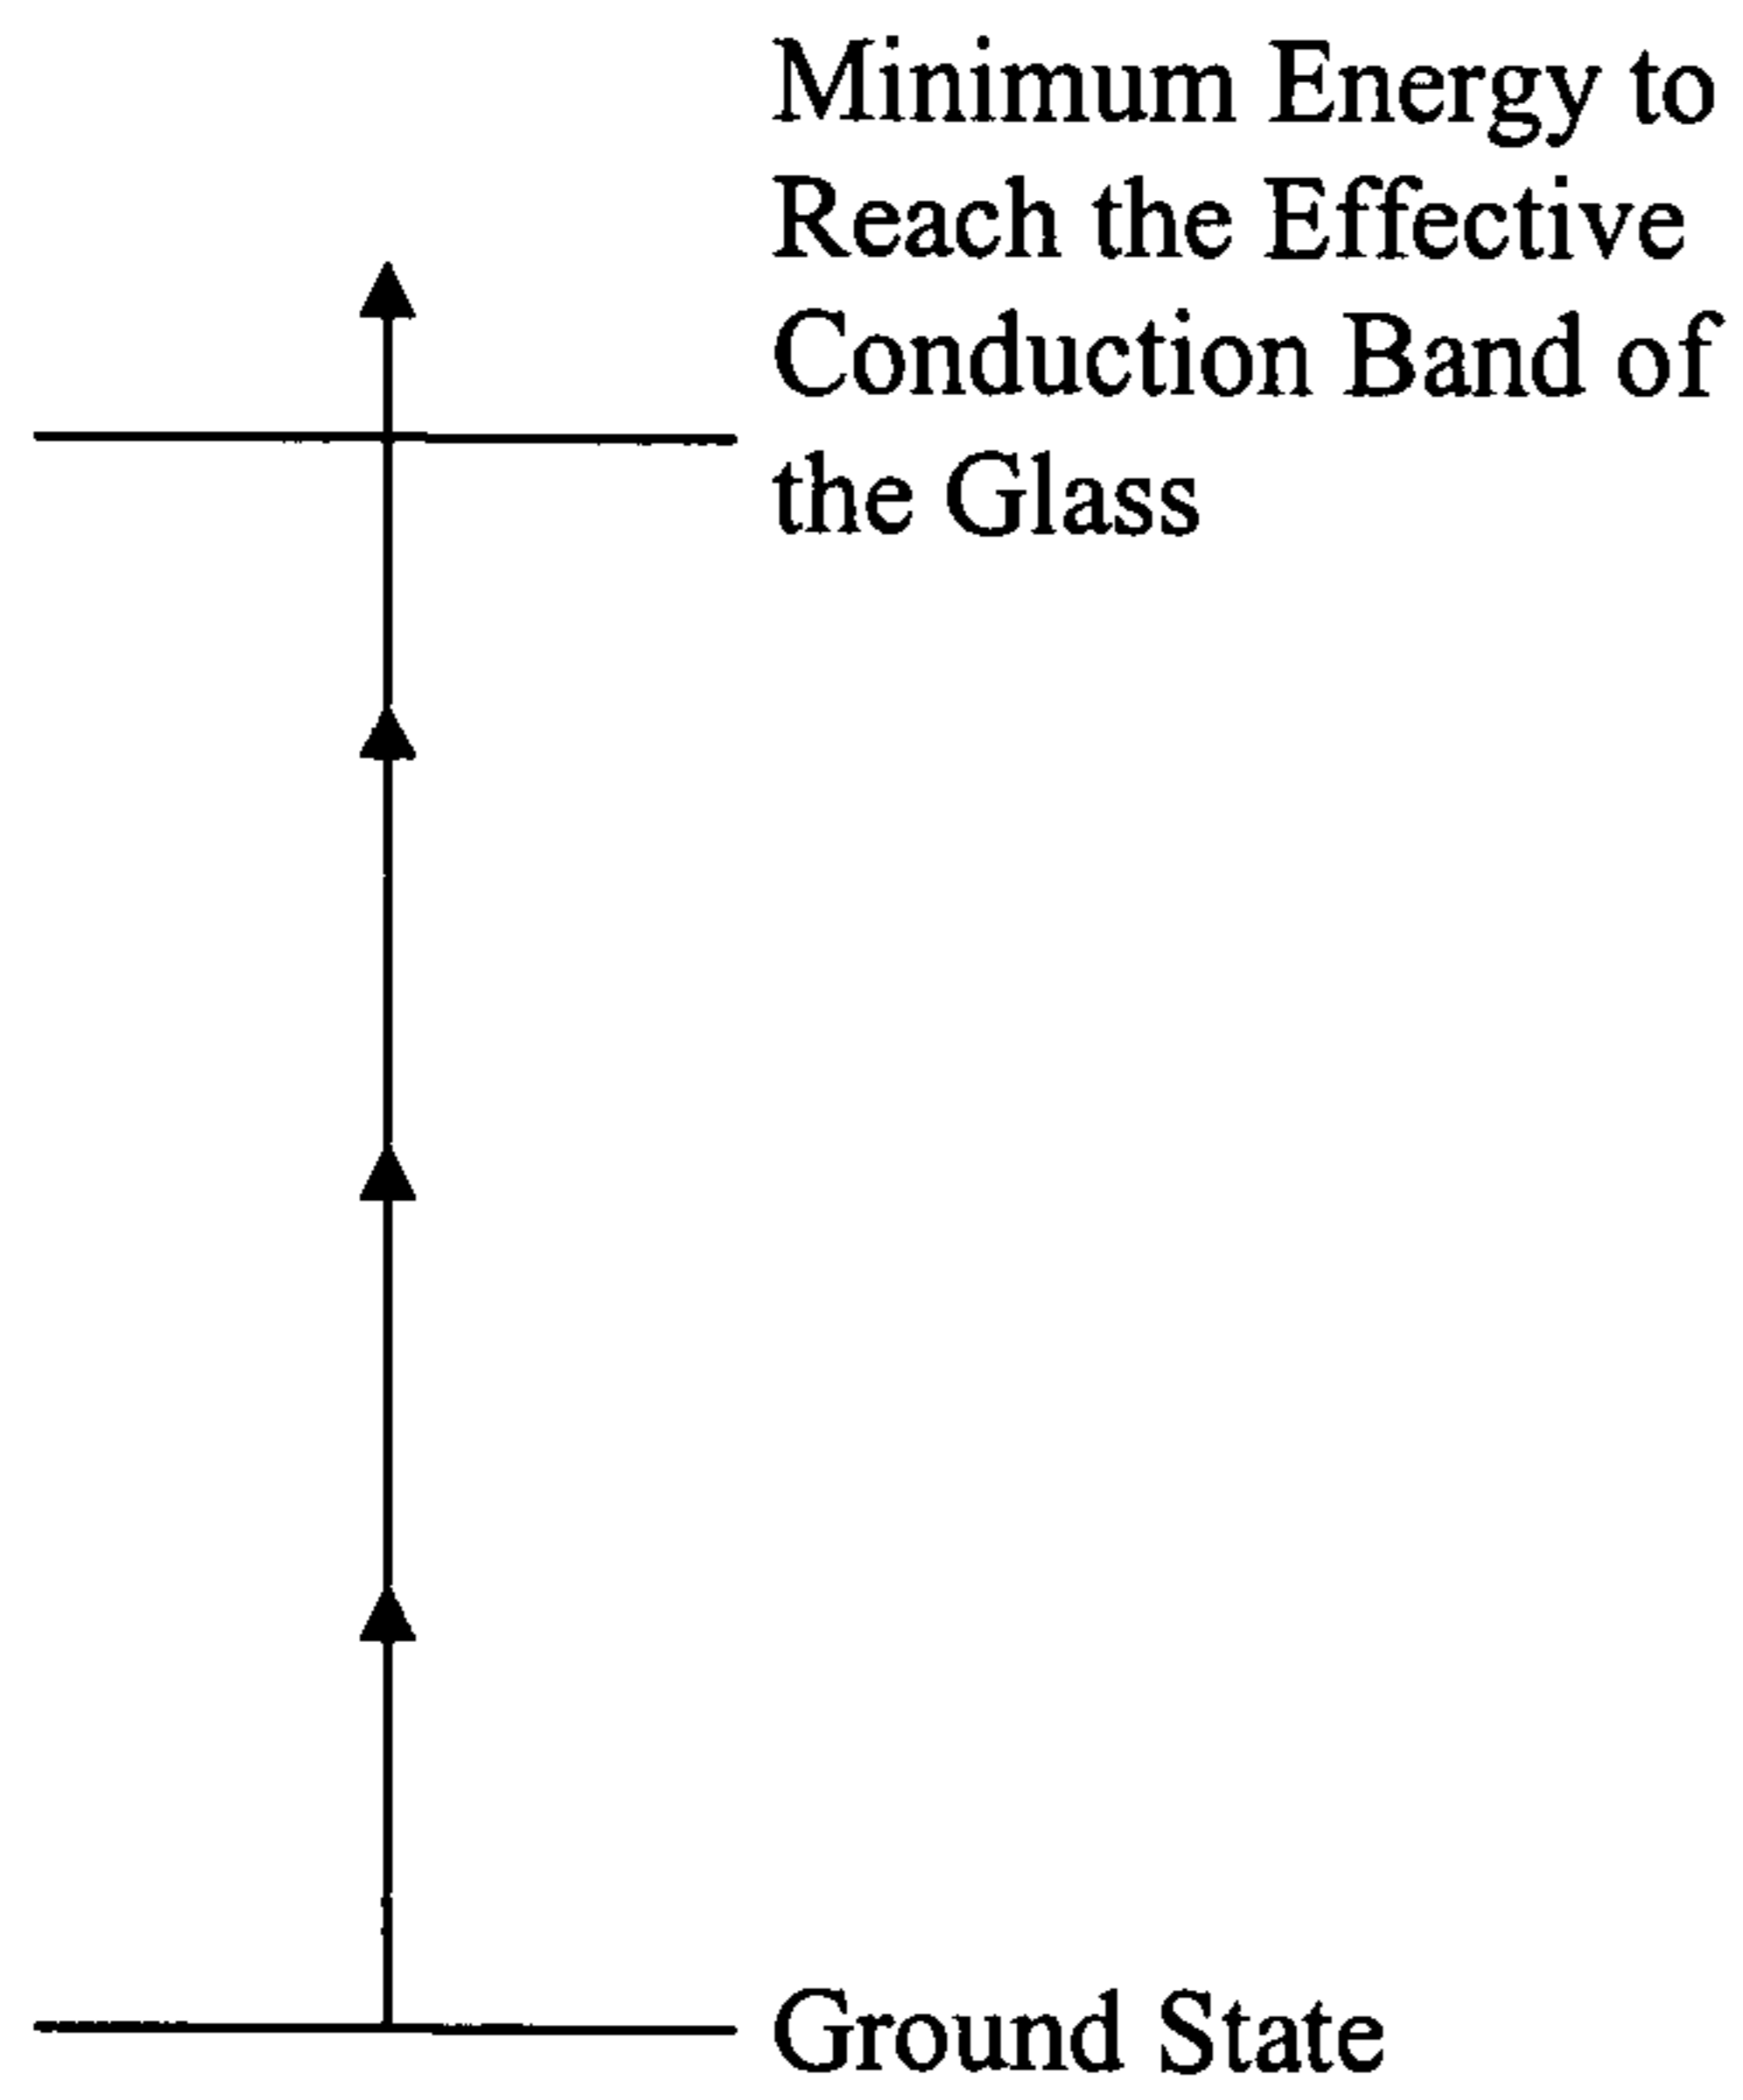 Minimum Energy to
Reach the Effective
Conduction Band of
the Glass
Ground State